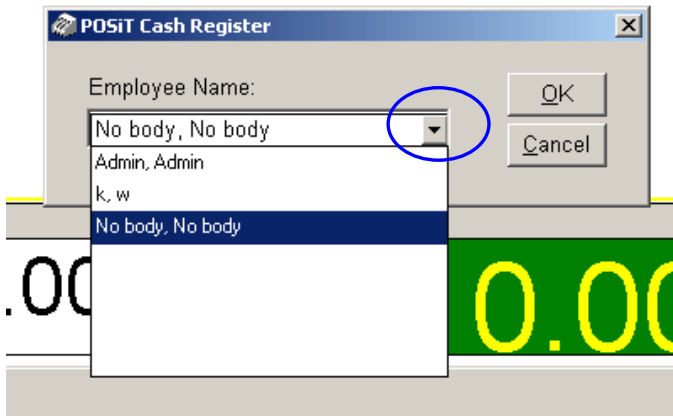 POSiT Cash Register
Employee Name:
OK
No body, No body
Cancel
Admin, Admin
k, w
No body, No body
.00
0.00